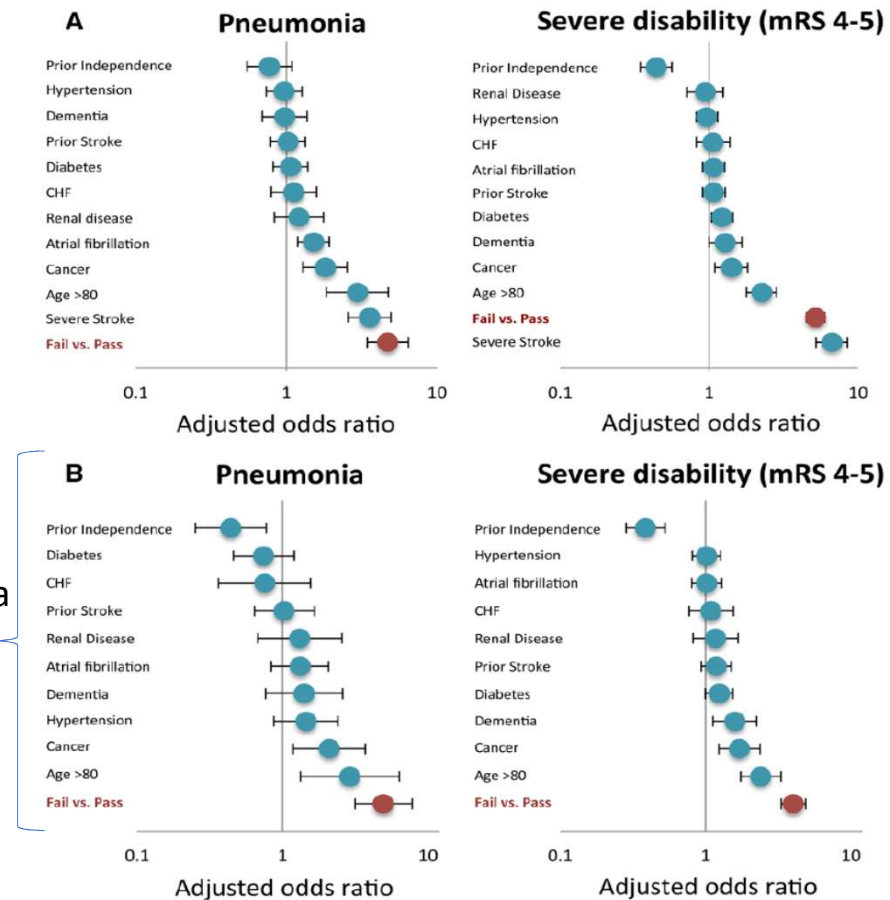 A
Pneumonia
Prior Independence
Hypertension
Dementia
Prior Stroke
Diabetes
CHF
Renal disease
Atrial fibrillation
Cancer
Age >80
Severe Stroke
Fail vs. Pass
0.1 1 10
Adjusted odds ratio
Severe disability (mRS 4-5)
Prior Independence
Renal Disease
Hypertension
CHF
Atrial fibrillation
Prior Stroke
Diabetes
Dementia
Cancer
Age >80
Fail vs. Pass
Severe Stroke
0.1 1 10
Adjusted odds ratio
B
Pneumonia
Prior Independence
Diabetes
CHF
Prior Stroke
Renal Disease
Atrial fibrillation
Dementia
Hypertension
Cancer
Age >80
Fail vs. Pass
0.1 1 10
Adjusted odds ratio
Severe disability (mRS 4-5)
Prior Independence
Hypertension
Atrial fibrillation
CHF
Renal Disease
Prior Stroke
Diabetes
Dementia
Cancer
Age >80
Fail vs. Pass
0.1 1 10
Adjusted odds ratio